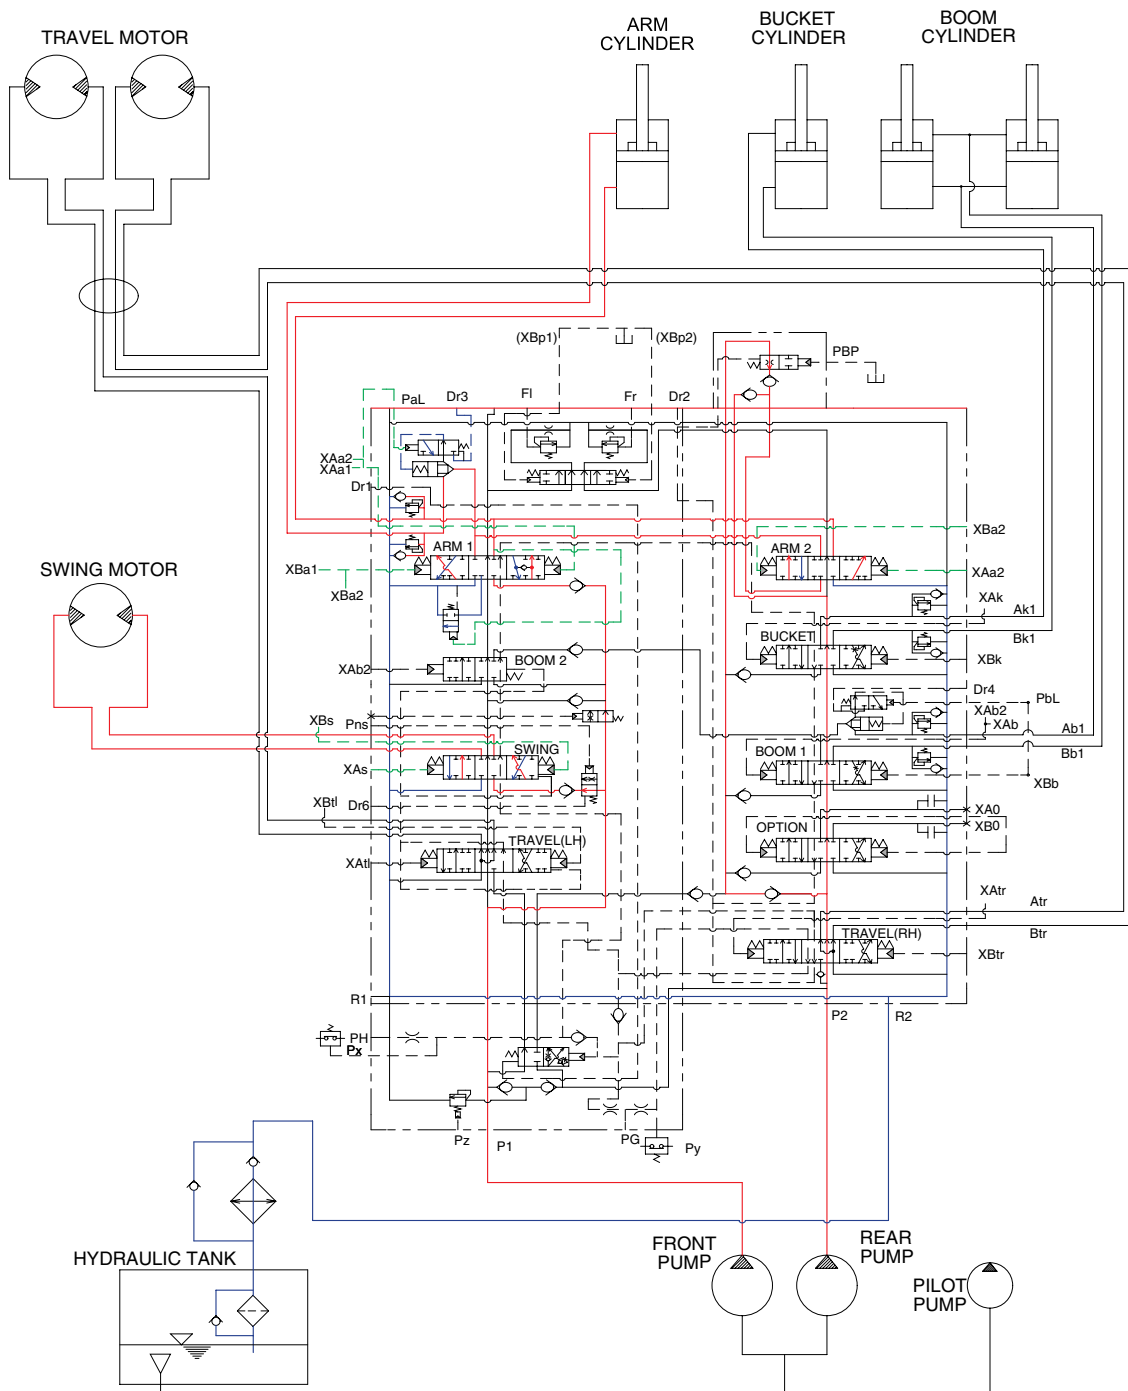 TRAVEL MOTOR
ARM
CYLINDER
BUCKET
CYLINDER
BOOM
CYLINDER
(XBp1)
(XBp2)
PBP
PaL
Dr3
Fl
Fr
Dr2
XAa2
XAa1
Dr1
XBa2
ARM 1
ARM 2
SWING MOTOR
XBa1
XAa2
XBa2
XAk
Ak1
BUCKET
Bk1
XAb2
BOOM 2
XBk
Dr4
PbL
XAb2
XBs
Pns
XAb
Ab1
SWING
BOOM 1
Bb1
XAs
XBb
XBtl
Dr6
XA0
XB0
OPTION
TRAVEL(LH)
XAtl
XAtr
Atr
TRAVEL(RH)
Btr
XBtr
R1
P2
R2
PH
Px
Pz
P1
PG
Py
HYDRAULIC TANK
FRONT
PUMP
REAR
PUMP
PILOT
PUMP